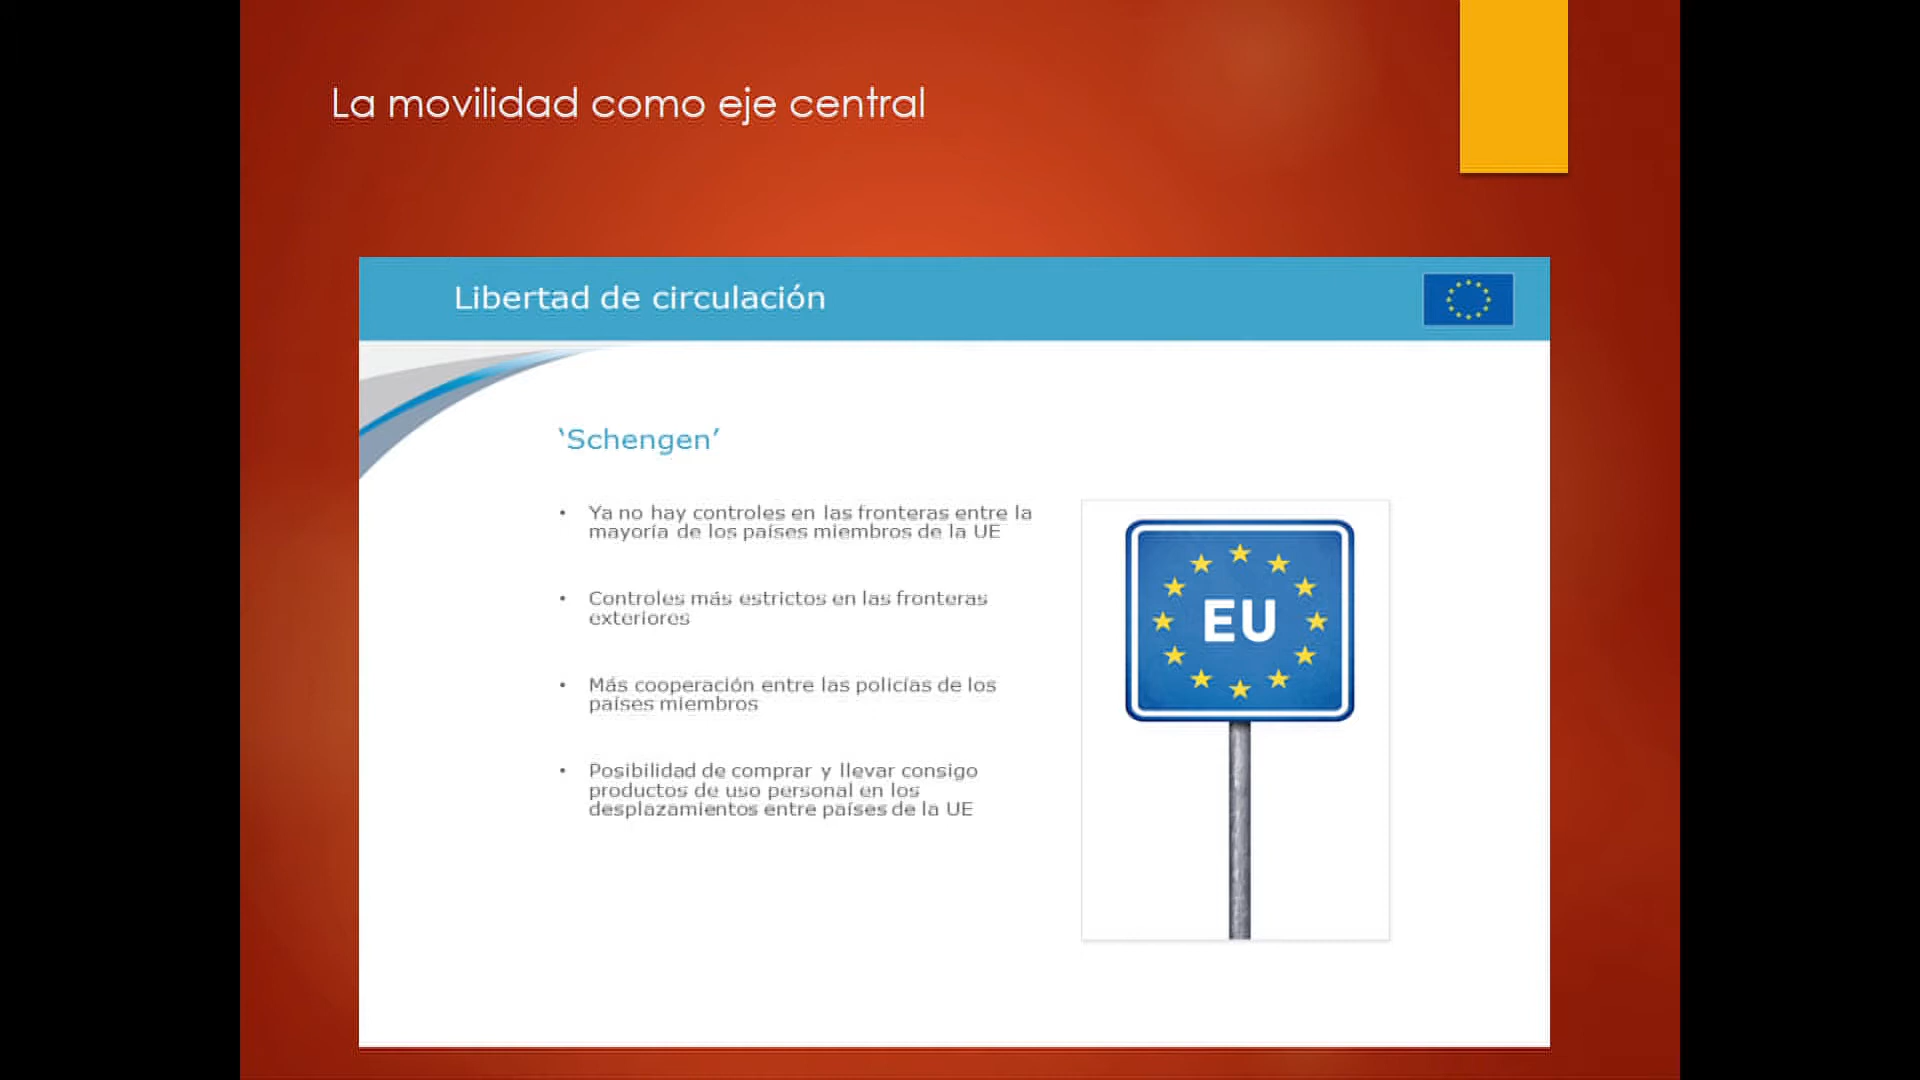 La movilidad como eje central
Libertad de circulación
‘Schengen’
• Ya no hay controles en las fronteras entre la
mayoría de los países miembros de la UE
• Controles más estrictos en las fronteras
exteriores
• Más cooperación entre las policías de los
países miembros
• Posibilidad de comprar y llevar consigo
productos de uso personal en los
desplazamientos entre países de la UE
EU